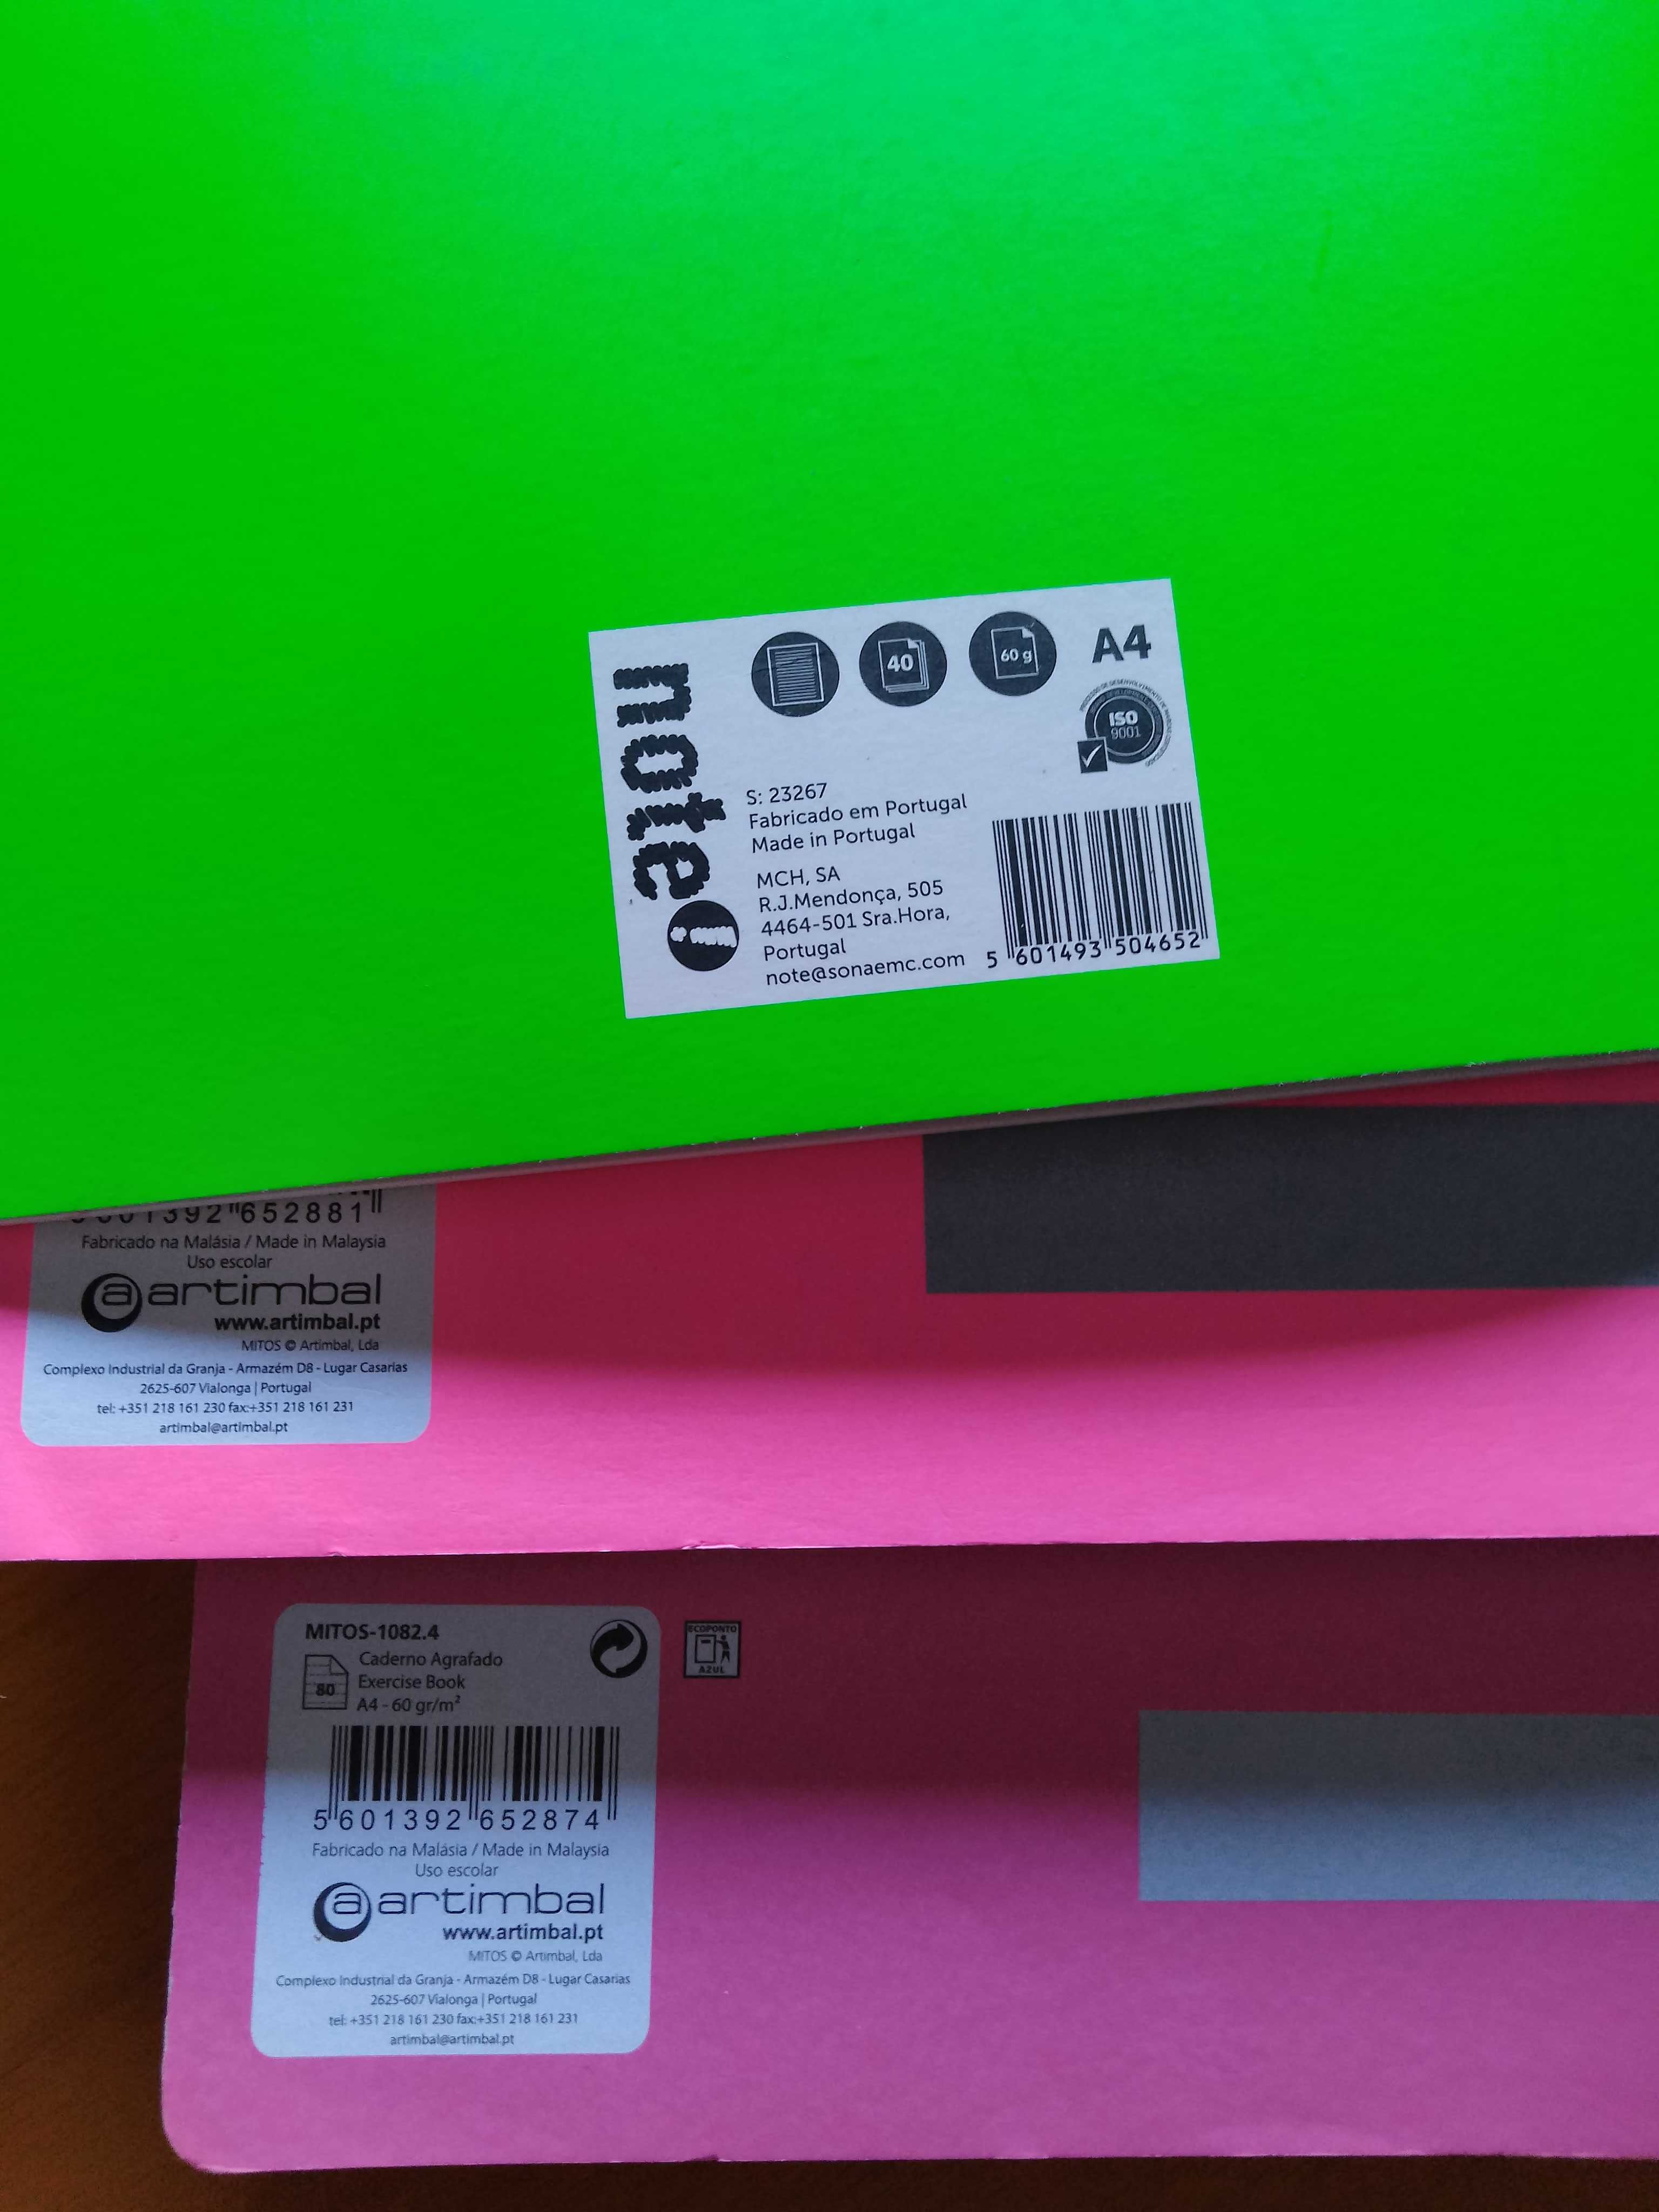 note!
40
60 g
A4
ISO
9001
S: 23267
Fabricado em Portugal
Made in Portugal
MCH, SA
R.J.Mendonça, 505
4464-501 Sra.Hora,
Portugal
note@sonaemc.com
5 601493 504652
1392 652881
Fabricado na Malásia / Made in Malaysia
Uso escolar
a artimbal
www.artimbal.pt
MITOS © Artimbal, Lda
Complexo Industrial da Granja - Armazém D8 - Lugar Casarias
2625-607 Vialonga | Portugal
tel: +351 218 161 230 fax:+351 218 161 231
artimbal@artimbal.pt
MITOS-1082.4
80
Caderno Agrafado
Exercise Book
A4 - 60 gr/m²
ECOPONTO
AZUL
5 601392 652874
Fabricado na Malásia / Made in Malaysia
Uso escolar
a artimbal
www.artimbal.pt
MITOS © Artimbal, Lda
Complexo Industrial da Granja - Armazém D8 - Lugar Casarias
2625-607 Vialonga | Portugal
tel: +351 218 161 230 fax:+351 218 161 231
artimbal@artimbal.pt